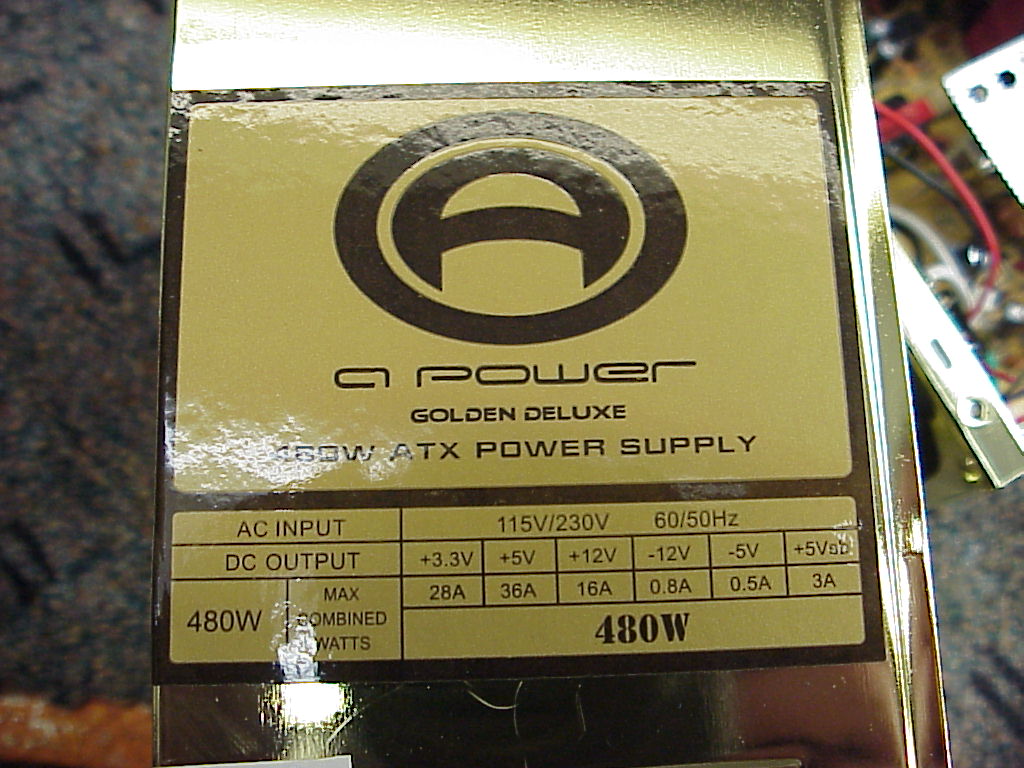 A
a power
GOLDEN DELUXE
480W ATX POWER SUPPLY
AC INPUT 115V/230V 60/50Hz
DC OUTPUT +3.3V +5V +12V -12V -5V +5Vsb
480W MAX COMBINED WATTS 28A 36A 16A 0.8A 0.5A 3A
480W